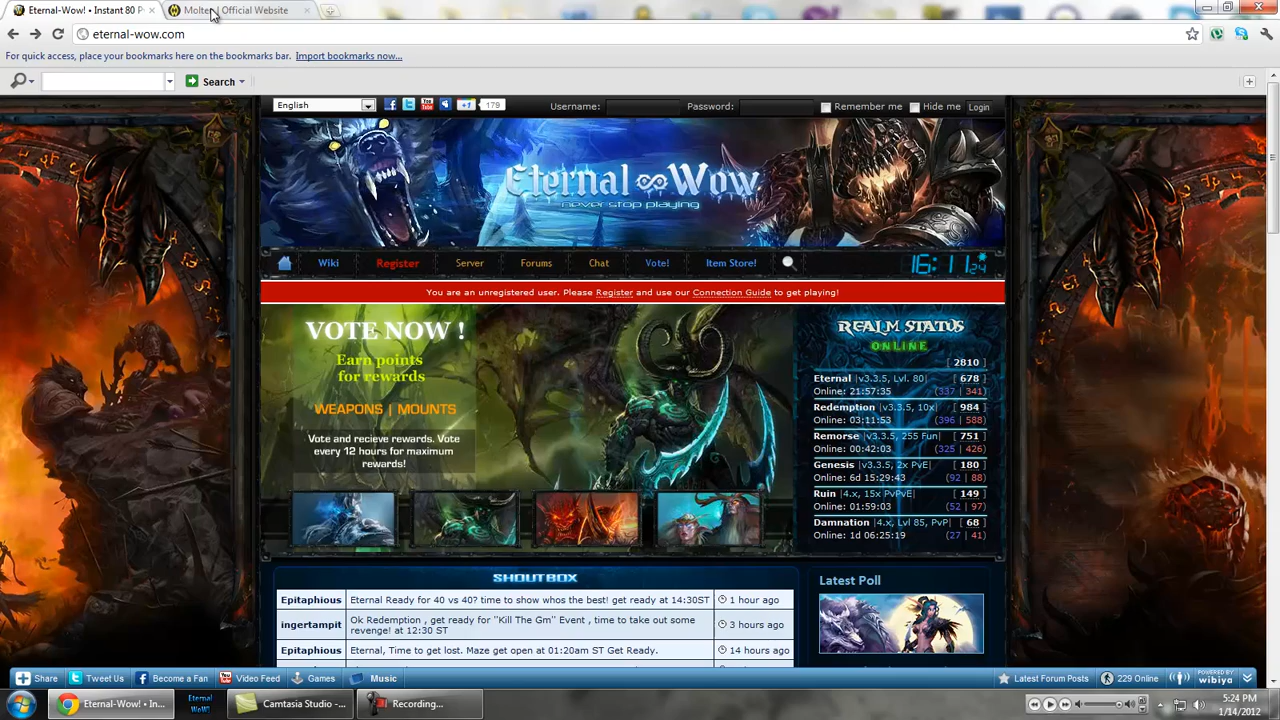 Eternal-Wow! • Instant 80 P
Molten | Official Website
eternal-wow.com
For quick access, place your bookmarks here on the bookmarks bar. Import bookmarks now...
Search
English
+1 179
Username:
Password:
Remember me
Hide me
Login
Eternal Wow
never stop playing
Wiki
Register
Server
Forums
Chat
Vote!
Item Store!
16:11 24
You are an unregistered user. Please Register and use our Connection Guide to get playing!
VOTE NOW !
Earn points
for rewards
WEAPONS | MOUNTS
Vote and recieve rewards. Vote
every 12 hours for maximum
rewards!
REALM STATUS
ONLINE
[ 2810 ]
Eternal |v3.3.5, Lvl. 80| [ 678 ]
Online: 21:57:35 (337 | 341)
Redemption |v3.3.5, 10x| [ 984 ]
Online: 03:11:53 (396 | 588)
Remorse |v3.3.5, 255 Fun| [ 751 ]
Online: 00:42:03 (325 | 426)
Genesis |v3.3.5, 2x PvE| [ 180 ]
Online: 6d 15:29:43 (92 | 88)
Ruin |4.x, 15x PvPvE| [ 149 ]
Online: 01:59:03 (52 | 97)
Damnation |4.x, Lvl 85, PvP| [ 68 ]
Online: 1d 06:25:19 (27 | 41)
SHOUTBOX
Epitaphious Eternal Ready for 40 vs 40? time to show whos the best! get ready at 14:30ST 1 hour ago
ingertampit Ok Redemption , get ready for "Kill The Gm" Event , time to take out some
revenge! at 12:30 ST 3 hours ago
Epitaphious Eternal, Time to get lost. Maze get open at 01:20am ST Get Ready. 14 hours ago
Latest Poll
Share
Tweet Us
Become a Fan
Video Feed
Games
Music
Latest Forum Posts
229 Online
POWERED BY
wibiya
Eternal-Wow! • In...
Eternal
WoW!
Camtasia Studio -...
Recording...
5:24 PM
1/14/2012